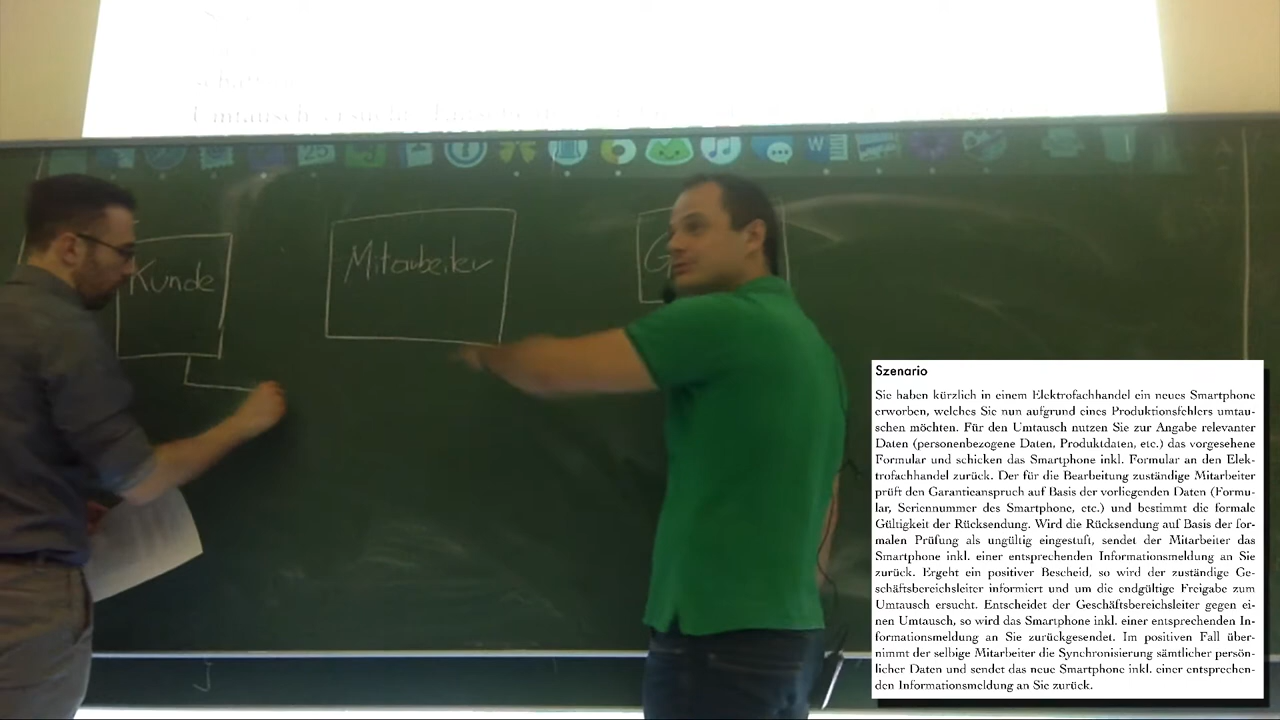 Umtausch ersucht. Entscheidet
Kunde
Mitarbeiter
G
Szenario
Sie haben kürzlich in einem Elektrofachhandel ein neues Smartphone
erworben, welches Sie nun aufgrund eines Produktionsfehlers umtau-
schen möchten. Für den Umtausch nutzen Sie zur Angabe relevanter
Daten (personenbezogene Daten, Produktdaten, etc.) das vorgesehene
Formular und schicken das Smartphone inkl. Formular an den Elek-
trofachhandel zurück. Der für die Bearbeitung zuständige Mitarbeiter
prüft den Garantieanspruch auf Basis der vorliegenden Daten (Formu-
lar, Seriennummer des Smartphone, etc.) und bestimmt die formale
Gültigkeit der Rücksendung. Wird die Rücksendung auf Basis der for-
malen Prüfung als ungültig eingestuft, sendet der Mitarbeiter das
Smartphone inkl. einer entsprechenden Informationsmeldung an Sie
zurück. Ergeht ein positiver Bescheid, so wird der zuständige Ge-
schäftsbereichsleiter informiert und um die endgültige Freigabe zum
Umtausch ersucht. Entscheidet der Geschäftsbereichsleiter gegen ei-
nen Umtausch, so wird das Smartphone inkl. einer entsprechenden In-
formationsmeldung an Sie zurückgesendet. Im positiven Fall über-
nimmt der selbige Mitarbeiter die Synchronisierung sämtlicher persön-
licher Daten und sendet das neue Smartphone inkl. einer entsprechen-
den Informationsmeldung an Sie zurück.